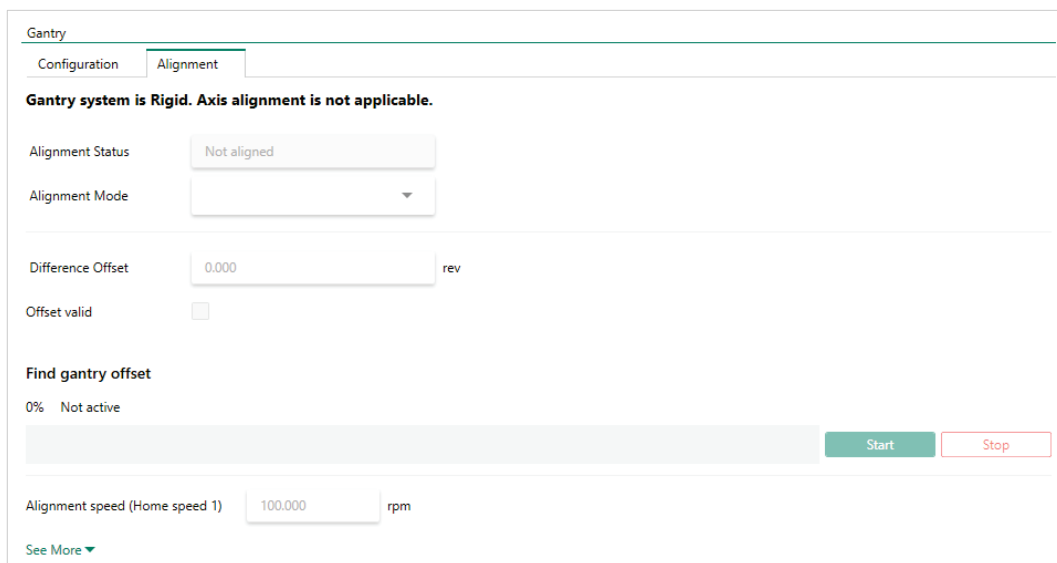 Gantry
Configuration Alignment
Gantry system is Rigid. Axis alignment is not applicable.
Alignment Status Not aligned
Alignment Mode
Difference Offset 0.000 rev
Offset valid
Find gantry offset
0% Not active
Start Stop
Alignment speed (Home speed 1) 100.000 rpm
See More